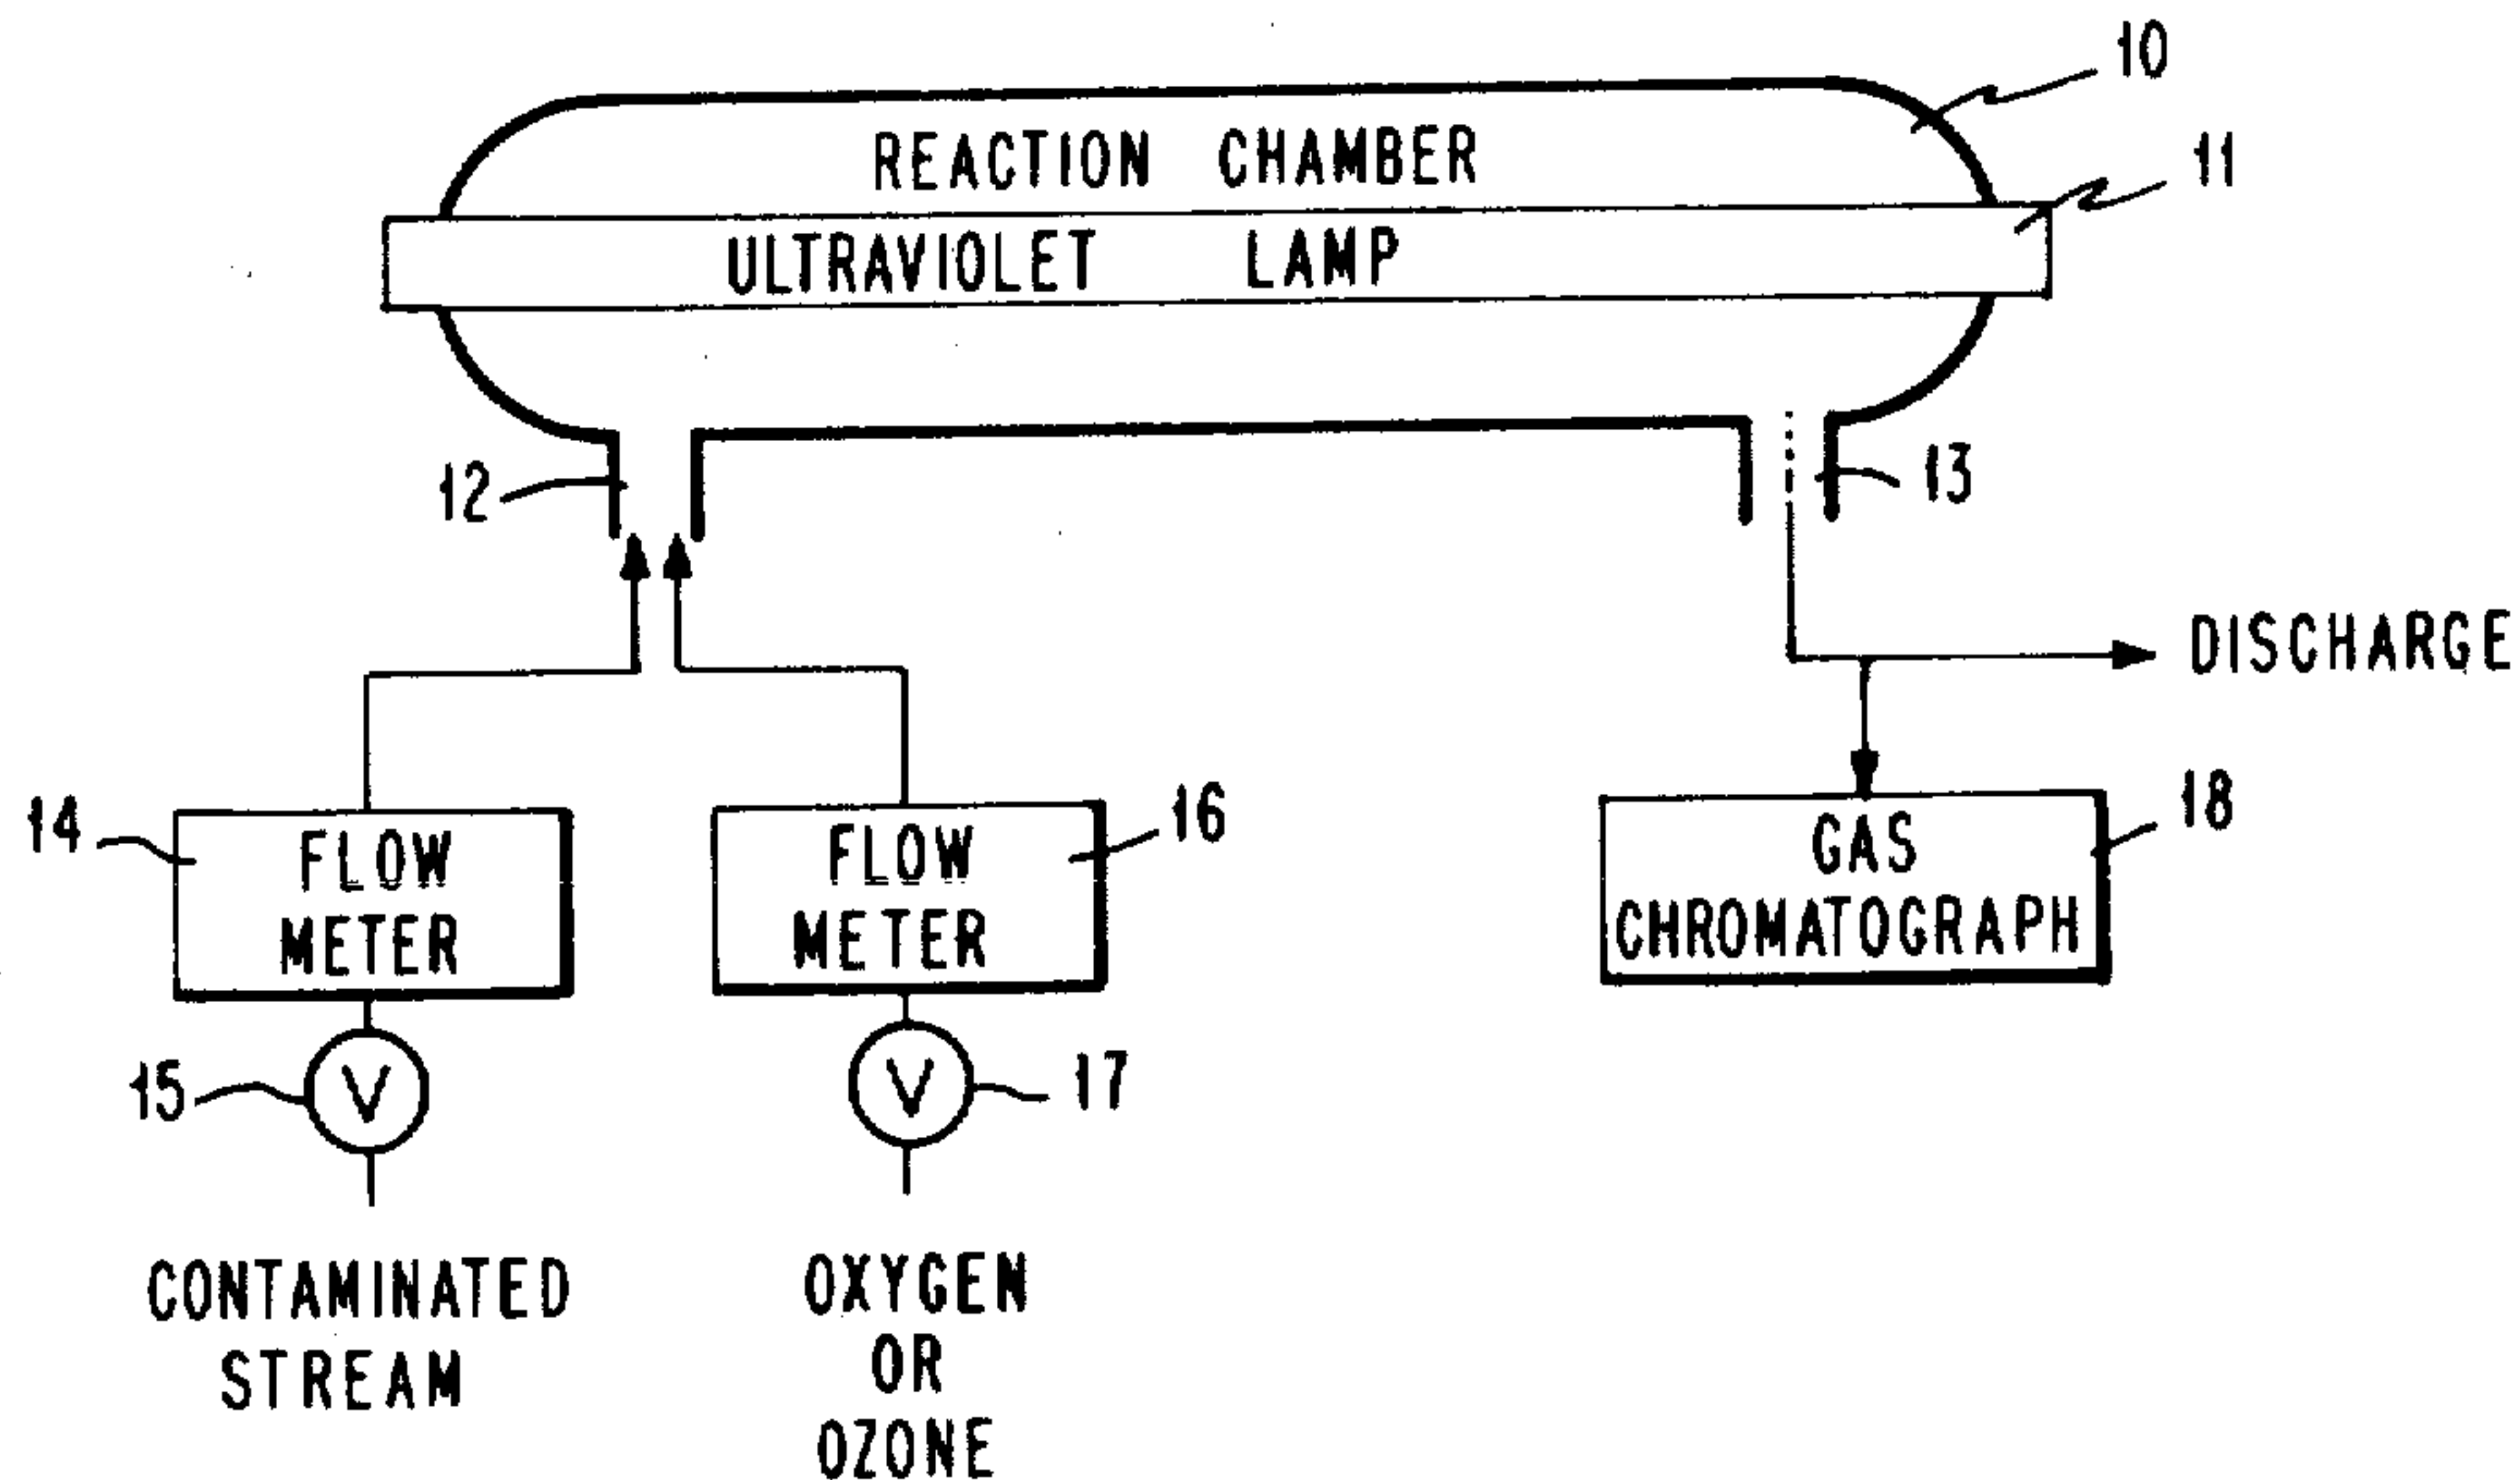 10
REACTION CHAMBER
11
ULTRAVIOLET LAMP
12
13
DISCHARGE
14
FLOW
METER
16
FLOW
METER
18
GAS
CHROMATOGRAPH
15
V
17
V
CONTAMINATED
STREAM
OXYGEN
OR
OZONE